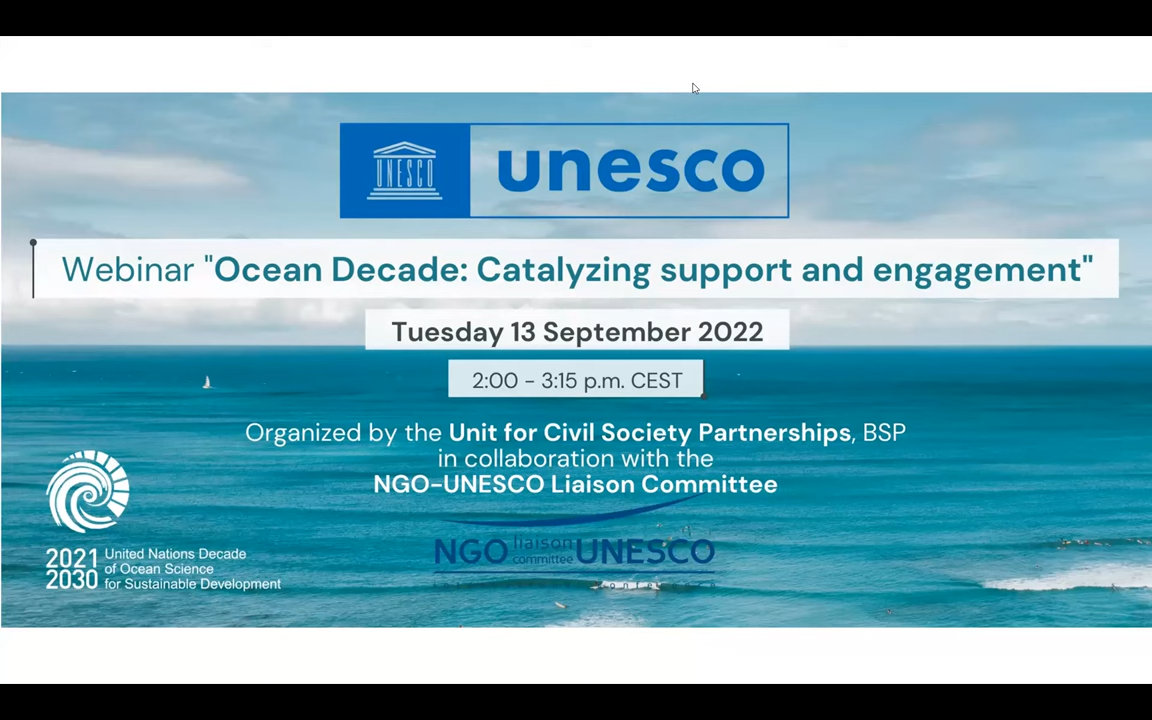 UNESCO
unesco
Webinar "Ocean Decade: Catalyzing support and engagement"
Tuesday 13 September 2022
2:00 - 3:15 p.m. CEST
Organized by the Unit for Civil Society Partnerships, BSP
in collaboration with the
NGO-UNESCO Liaison Committee
NGO liaison committee UNESCO
2021 2030
United Nations Decade
of Ocean Science
for Sustainable Development